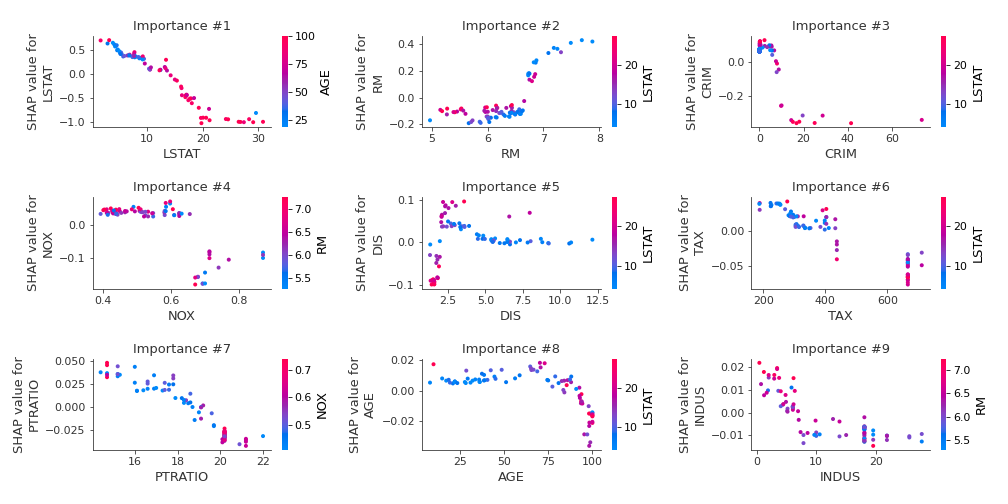 Importance #1
SHAP value for
LSTAT
0.5
0.0
−0.5
−1.0
10
20
30
LSTAT
100
75
50
25
AGE
Importance #2
SHAP value for
RM
0.4
0.2
0.0
−0.2
5
6
7
8
RM
20
10
LSTAT
Importance #3
SHAP value for
CRIM
0.0
−0.2
0
20
40
60
CRIM
20
10
LSTAT
Importance #4
SHAP value for
NOX
0.0
−0.1
0.4
0.6
0.8
NOX
7.0
6.5
6.0
5.5
RM
Importance #5
SHAP value for
DIS
0.1
0.0
−0.1
2.5
5.0
7.5
10.0
12.5
DIS
20
10
LSTAT
Importance #6
SHAP value for
TAX
0.00
−0.05
200
400
600
TAX
20
10
LSTAT
Importance #7
SHAP value for
PTRATIO
0.050
0.025
0.000
−0.025
16
18
20
22
PTRATIO
0.7
0.6
0.5
NOX
Importance #8
SHAP value for
AGE
0.02
0.00
−0.02
25
50
75
100
AGE
20
10
LSTAT
Importance #9
SHAP value for
INDUS
0.02
0.01
0.00
−0.01
0
10
20
INDUS
7.0
6.5
6.0
5.5
RM